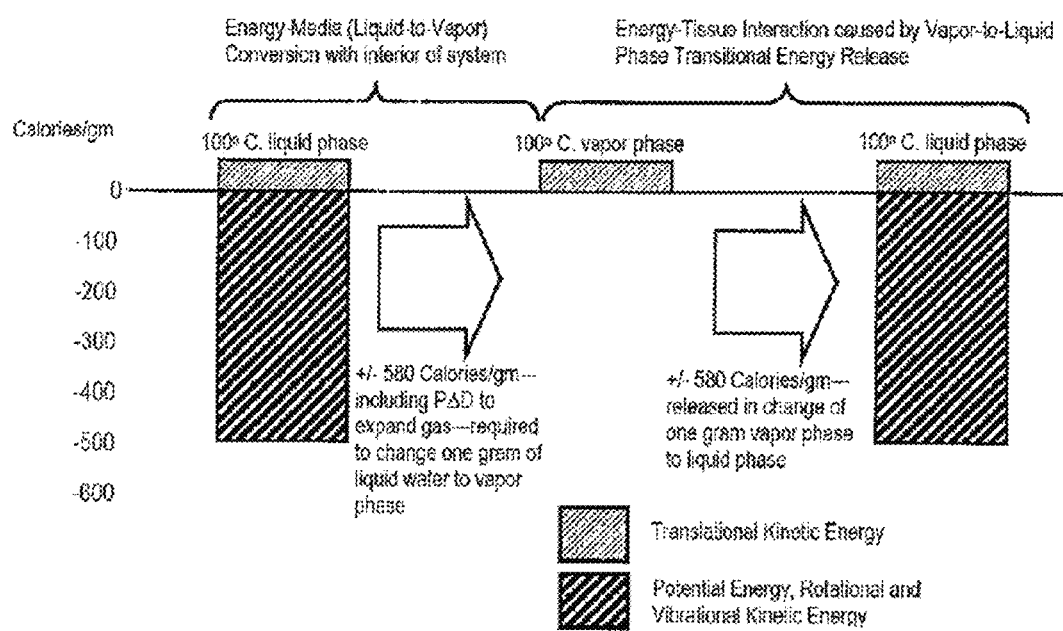 Energy-Media (Liquid-to-Vapor)
Conversion with interior of system
Energy-Tissue Interaction caused by Vapor-to-Liquid
Phase Transitional Energy Release
Calories/gm
100º C. liquid phase
100º C. vapor phase
100º C. liquid phase
0
-100
-200
-300
-400
-500
-600
+/- 580 Calories/gm—
including PΔD to
expand gas—required
to change one gram of
liquid water to vapor
phase
+/- 580 Calories/gm—
released in change of
one gram vapor phase
to liquid phase
Translational Kinetic Energy
Potential Energy, Rotational and
Vibrational Kinetic Energy